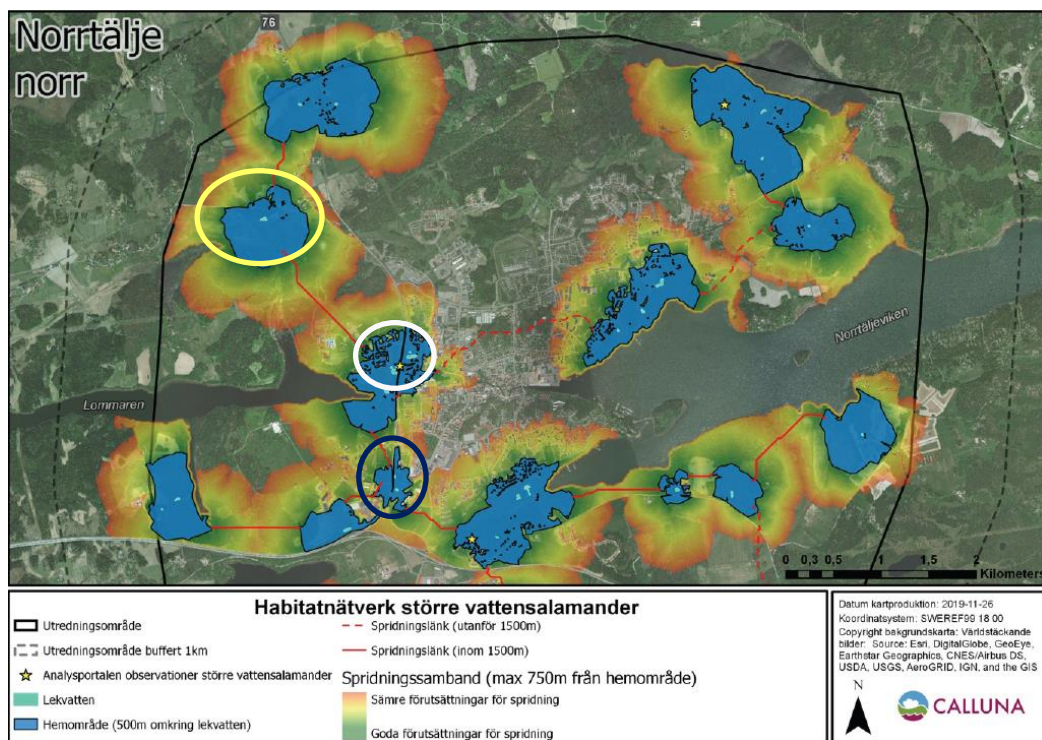 Norrtälje
norr
76
Norrtäljeviken
Lommaren
0 0,3 0,5 1 1,5 2
Kilometers
Habitatnätverk större vattensalamander
Utredningsområde
Utredningsområde buffert 1km
Analysportalen observationer större vattensalamander
Lekvatten
Hemområde (500m omkring lekvatten)
Spridningslänk (utanför 1500m)
Spridningslänk (inom 1500m)
Spridningssamband (max 750m från hemområde)
Sämre förutsättningar för spridning
Goda förutsättningar för spridning
Datum kartproduktion: 2019-11-26
Koordinatsystem: SWEREF99 18 00
Copyright bakgrundskarta: Världstäckande
bilder: Source: Esri, DigitalGlobe, GeoEye,
Earthstar Geographics, CNES/Airbus DS,
USDA, USGS, AeroGRID, IGN, and the GIS
N
CALLUNA